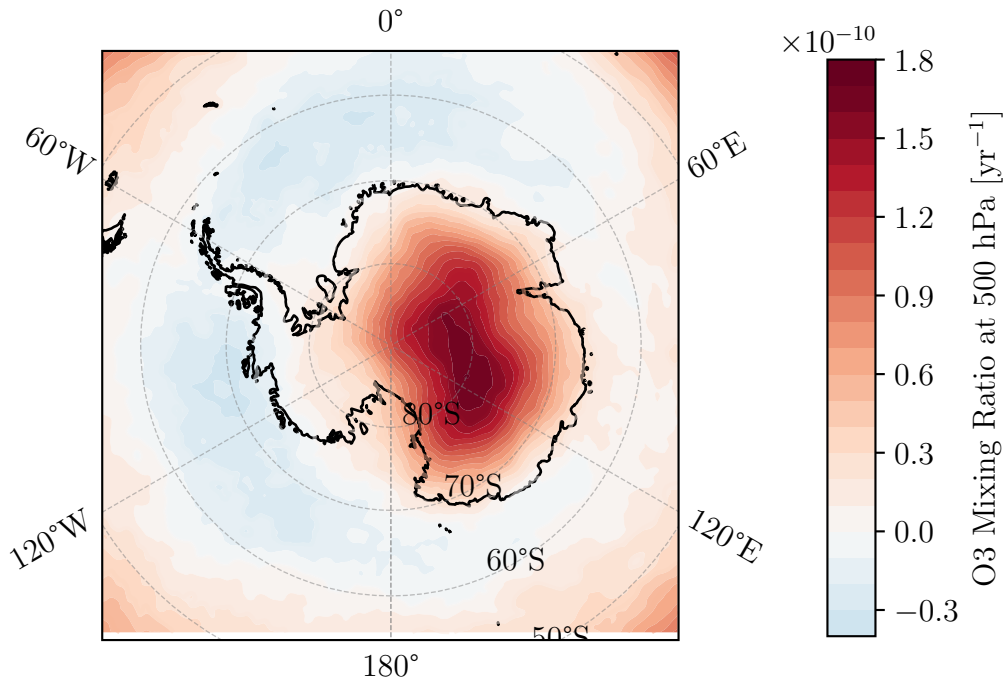 0°
×10⁻¹⁰
60°W
60°E
120°W
120°E
180°
80°S
70°S
60°S
50°S
1.8
1.5
1.2
0.9
0.6
0.3
0.0
−0.3
O3 Mixing Ratio at 500 hPa [yr⁻¹]